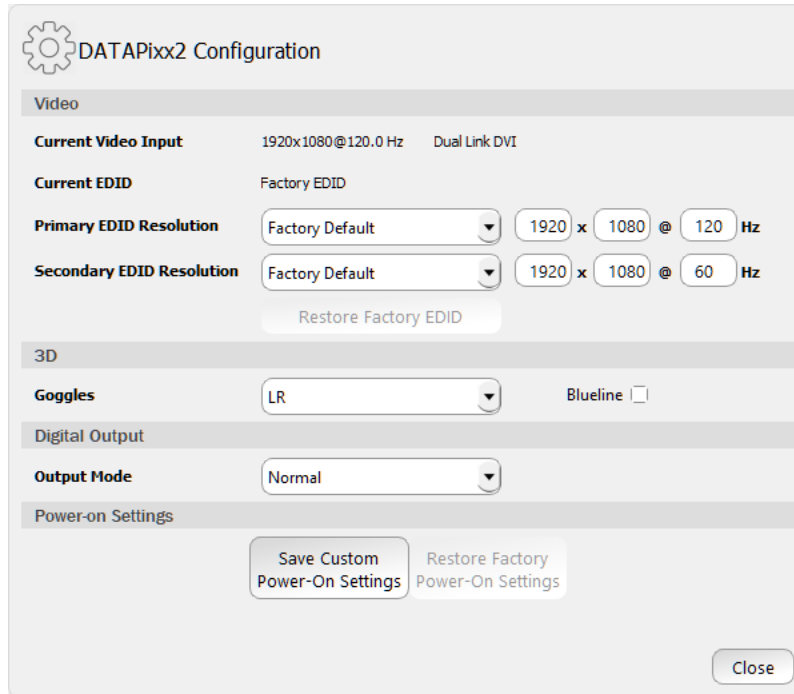 DATAPixx2 Configuration
Video
Current Video Input 1920x1080@120.0 Hz Dual Link DVI
Current EDID Factory EDID
Primary EDID Resolution Factory Default 1920 x 1080 @ 120 Hz
Secondary EDID Resolution Factory Default 1920 x 1080 @ 60 Hz
Restore Factory EDID
3D
Goggles LR Blueline
Digital Output
Output Mode Normal
Power-on Settings
Save Custom Power-On Settings
Restore Factory Power-On Settings
Close